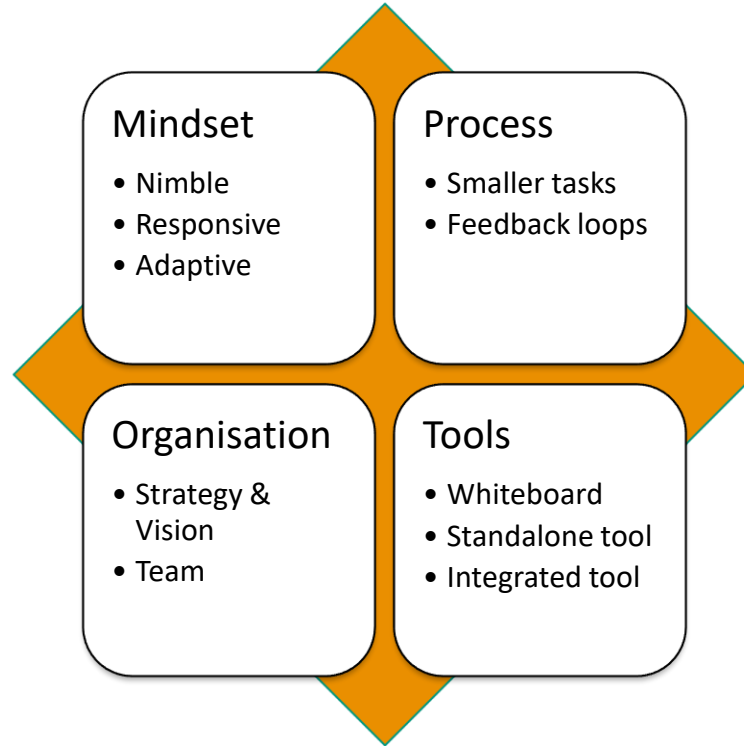 Mindset
• Nimble
• Responsive
• Adaptive
Process
• Smaller tasks
• Feedback loops
Organisation
• Strategy &
Vision
• Team
Tools
• Whiteboard
• Standalone tool
• Integrated tool